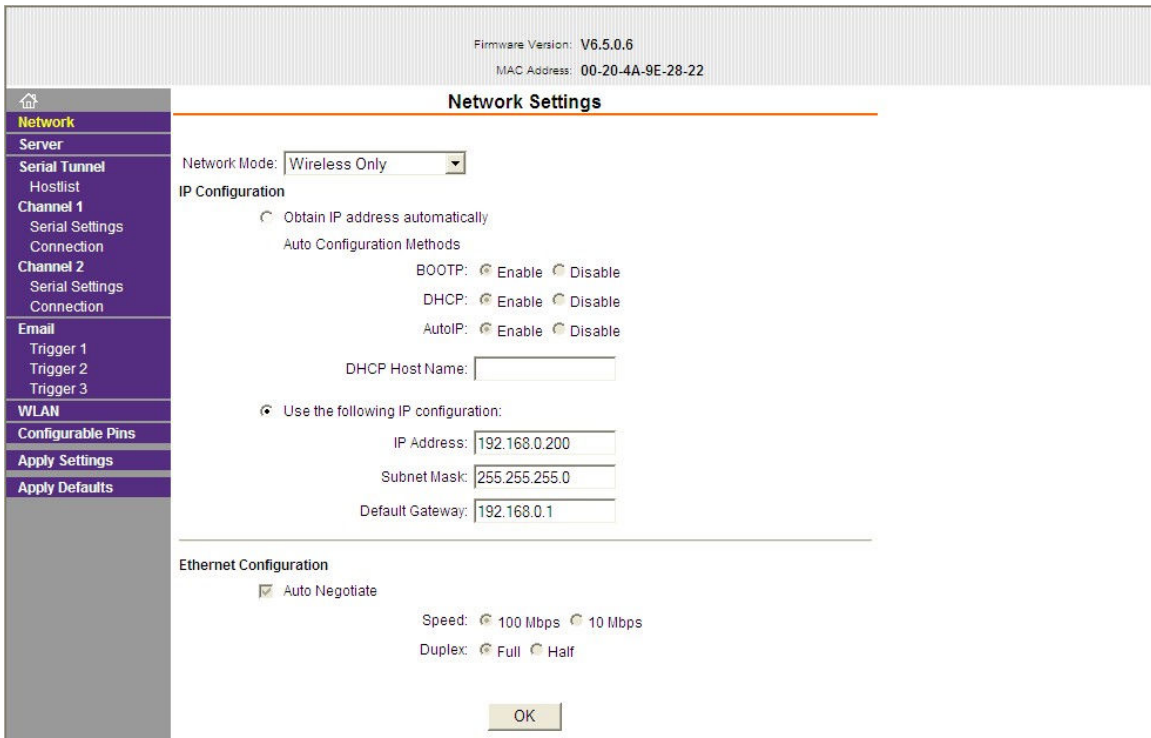 Firmware Version: V6.5.0.6
MAC Address: 00-20-4A-9E-28-22
Network
Server
Serial Tunnel
Hostlist
Channel 1
Serial Settings
Connection
Channel 2
Serial Settings
Connection
Email
Trigger 1
Trigger 2
Trigger 3
WLAN
Configurable Pins
Apply Settings
Apply Defaults
Network Settings
Network Mode: Wireless Only
IP Configuration
Obtain IP address automatically
Auto Configuration Methods
BOOTP: Enable Disable
DHCP: Enable Disable
AutoIP: Enable Disable
DHCP Host Name:
Use the following IP configuration:
IP Address: 192.168.0.200
Subnet Mask: 255.255.255.0
Default Gateway: 192.168.0.1
Ethernet Configuration
Auto Negotiate
Speed: 100 Mbps 10 Mbps
Duplex: Full Half
OK